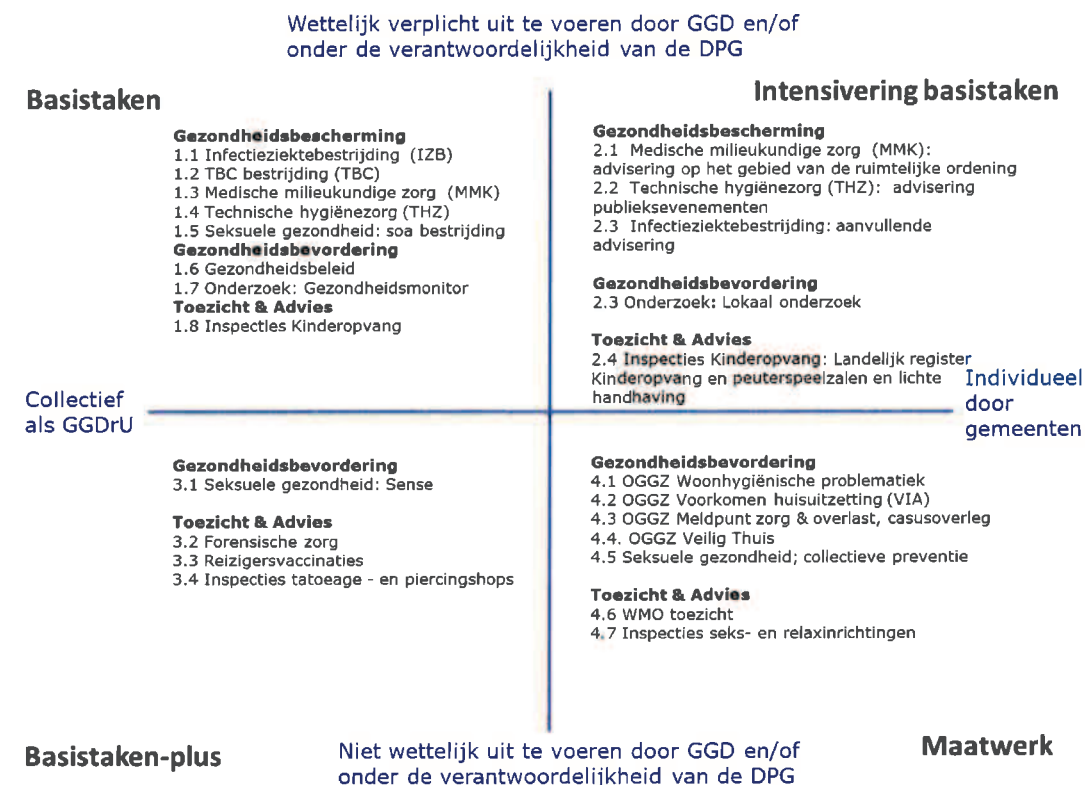 Wettelijk verplicht uit te voeren door GGD en/of
onder de verantwoordelijkheid van de DPG
Basistaken
Gezondheidsbescherming
1.1 Infectieziektebestrijding (IZB)
1.2 TBC bestrijding (TBC)
1.3 Medische milieukundige zorg (MMK)
1.4 Technische hygiënezorg (THZ)
1.5 Seksuele gezondheid: soa bestrijding
Gezondheidsbevordering
1.6 Gezondheidsbeleid
1.7 Onderzoek: Gezondheidsmonitor
Toezicht & Advies
1.8 Inspecties Kinderopvang
Intensivering basistaken
Gezondheidsbescherming
2.1 Medische milieukundige zorg (MMK):
advisering op het gebied van de ruimtelijke ordening
2.2 Technische hygiënezorg (THZ): advisering
publieksevenementen
2.3 Infectieziektebestrijding: aanvullende
advisering
Gezondheidsbevordering
2.3 Onderzoek: Lokaal onderzoek
Toezicht & Advies
2.4 Inspecties Kinderopvang: Landelijk register
Kinderopvang en peuterspeelzalen en lichte
handhaving
Collectief
als GGDrU
Individueel
door
gemeenten
Gezondheidsbevordering
3.1 Seksuele gezondheid: Sense
Toezicht & Advies
3.2 Forensische zorg
3.3 Reizigersvaccinaties
3.4 Inspecties tatoeage - en piercingshops
Gezondheidsbevordering
4.1 OGGZ Woonhygiënische problematiek
4.2 OGGZ Voorkomen huisuitzetting (VIA)
4.3 OGGZ Meldpunt zorg & overlast, casusoverleg
4.4. OGGZ Veilig Thuis
4.5 Seksuele gezondheid; collectieve preventie
Toezicht & Advies
4.6 WMO toezicht
4.7 Inspecties seks- en relaxinrichtingen
Basistaken-plus
Niet wettelijk uit te voeren door GGD en/of
onder de verantwoordelijkheid van de DPG
Maatwerk